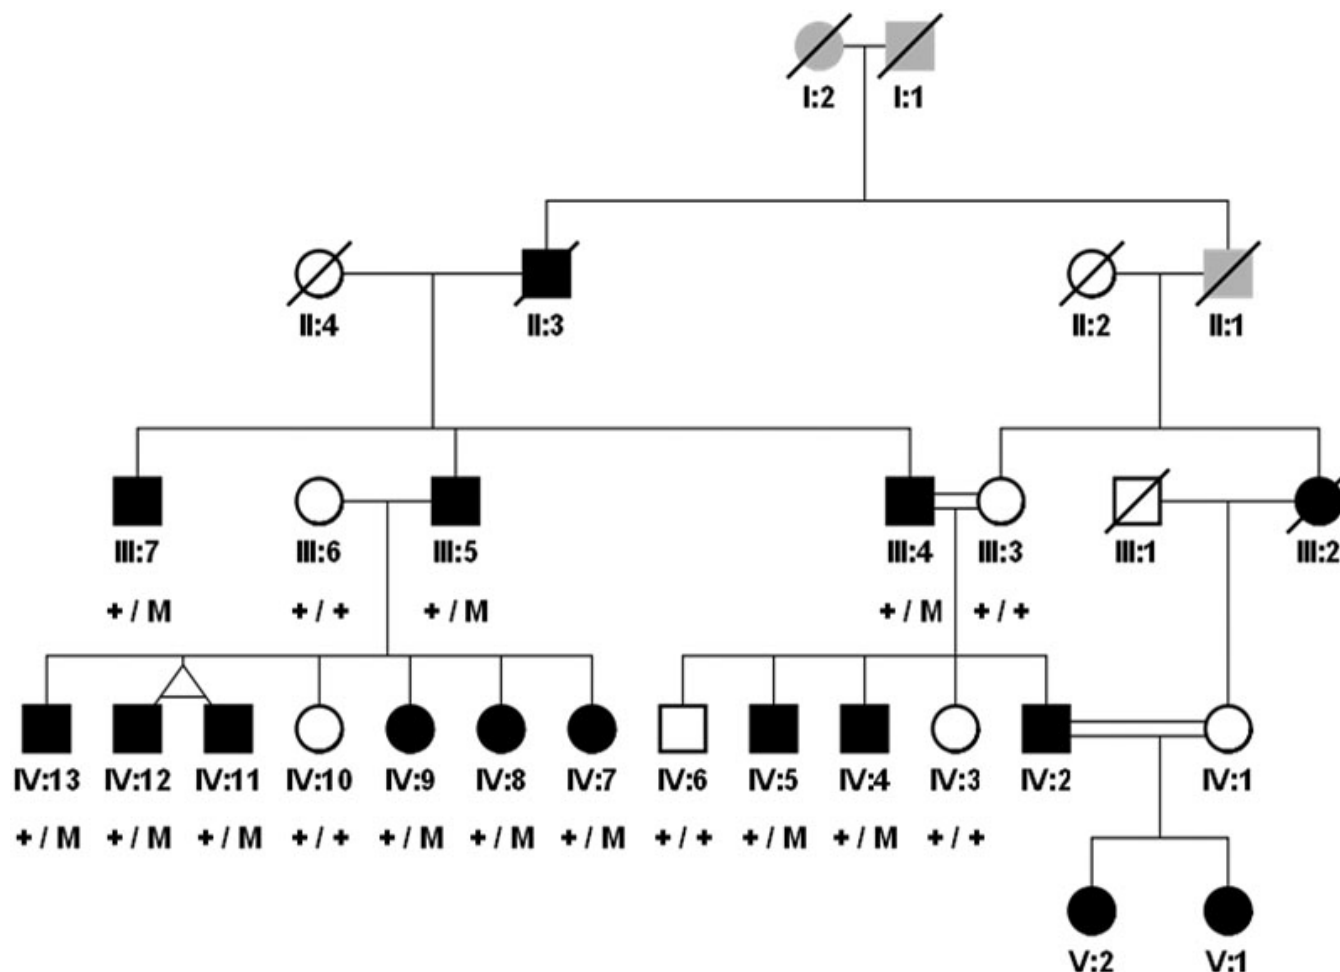 I:2 I:1
II:4 II:3 II:2 II:1
III:7 III:6 III:5 III:4 III:3 III:1 III:2
+ / M + / + + / M + / M + / +
IV:13 IV:12 IV:11 IV:10 IV:9 IV:8 IV:7 IV:6 IV:5 IV:4 IV:3 IV:2 IV:1
+ / M + / M + / M + / + + / M + / M + / M + / + + / M + / M + / +
V:2 V:1